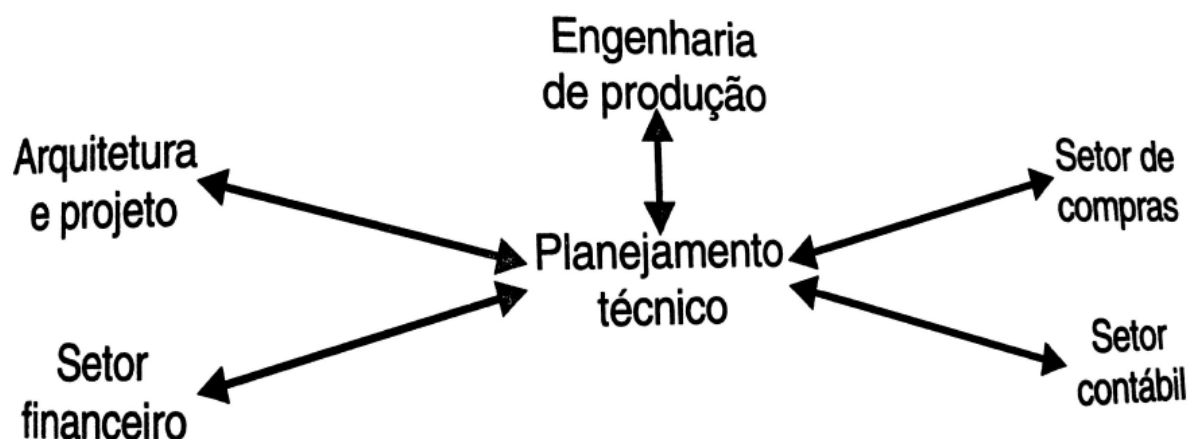 Engenharia
de produção
Arquitetura
e projeto
Setor de
compras
Planejamento
técnico
Setor
financeiro
Setor
contábil